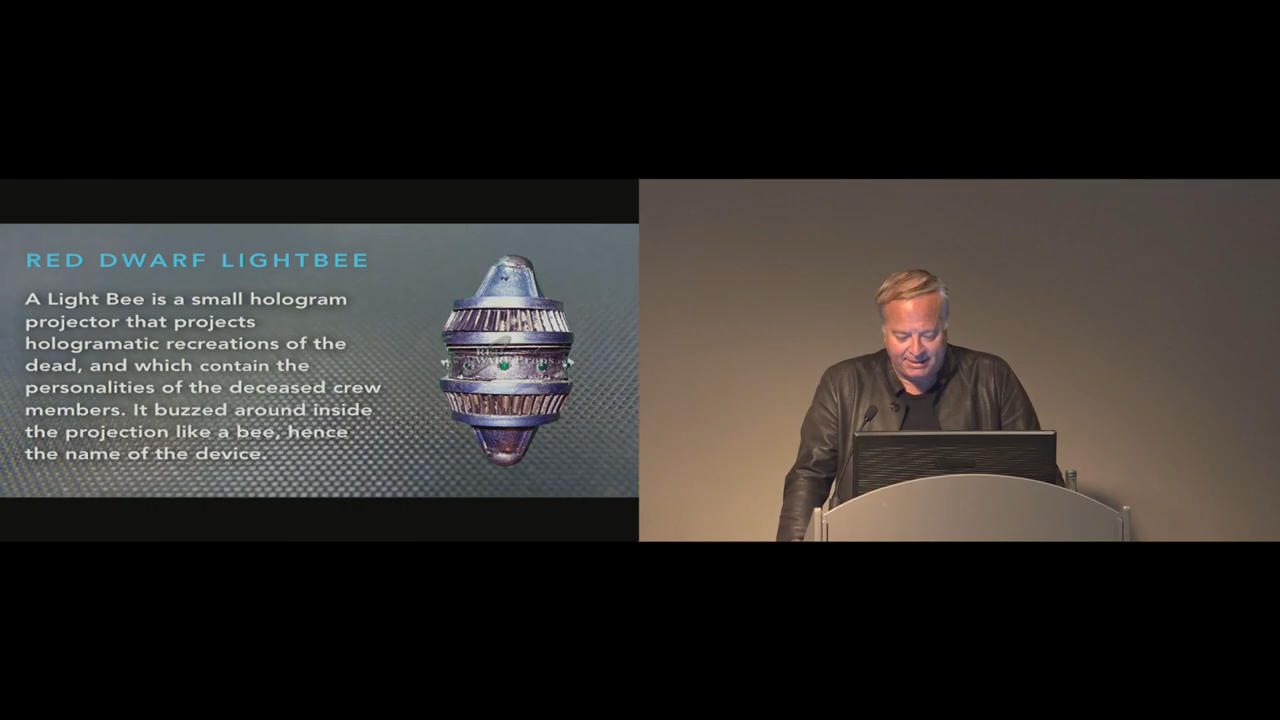 RED DWARF LIGHTBEE
A Light Bee is a small hologram
projector that projects
hologramatic recreations of the
dead, and which contain the
personalities of the deceased crew
members. It buzzed around inside
the projection like a bee, hence
the name of the device.